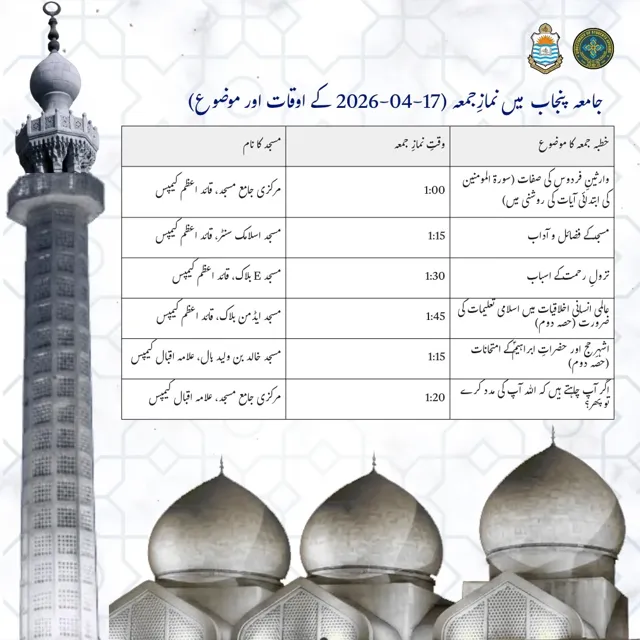 جامعہ پنجاب میں نمازِ جمعہ (17-04-2026 کے اوقات اور موضوع)
خطبہ جمعہ کا موضوع	وقتِ نمازِ جمعہ	مسجد کا نام
وارثینِ فردوس کی صفات (سورۃ المومنین
کی ابتدائی آیات کی روشنی میں)	1:00	مرکزی جامع مسجد، قائد اعظم کیمپس
مسجد کے فضائل و آداب	1:15	مسجد اسلامک سنٹر، قائد اعظم کیمپس
نزولِ رحمت کے اسباب	1:30	مسجد E بلاک، قائد اعظم کیمپس
عالمی انسانی اخلاقیات میں اسلامی تعلیمات کی
ضرورت (حصہ دوم)	1:45	مسجد ایڈمن بلاک، قائد اعظم کیمپس
اشہرِ حج اور حضراتِ ابراہیمؑ کے امتحانات
(حصہ دوم)	1:15	مسجد خالد بن ولید ہال، علامہ اقبال کیمپس
اگر آپ چاہتے ہیں کہ اللہ آپ کی مدد کرے
تو پھر؟	1:20	مرکزی جامع مسجد، علامہ اقبال کیمپس